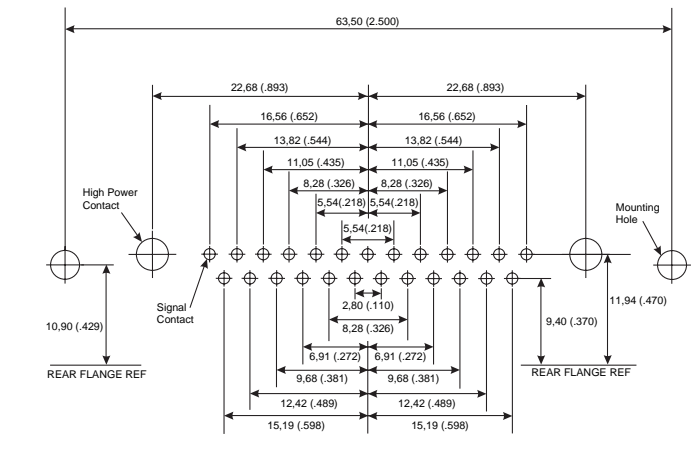 63,50 (2.500)
22,68 (.893) 22,68 (.893)
16,56 (.652) 16,56 (.652)
13,82 (.544) 13,82 (.544)
11,05 (.435) 11,05 (.435)
8,28 (.326) 8,28 (.326)
5,54(.218) 5,54(.218)
5,54(.218)
High Power
Contact
Mounting
Hole
Signal
Contact
2,80 (.110)
8,28 (.326)
6,91 (.272) 6,91 (.272)
9,68 (.381) 9,68 (.381)
12,42 (.489) 12,42 (.489)
15,19 (.598) 15,19 (.598)
10,90 (.429)
REAR FLANGE REF
9,40 (.370)
11,94 (.470)
REAR FLANGE REF